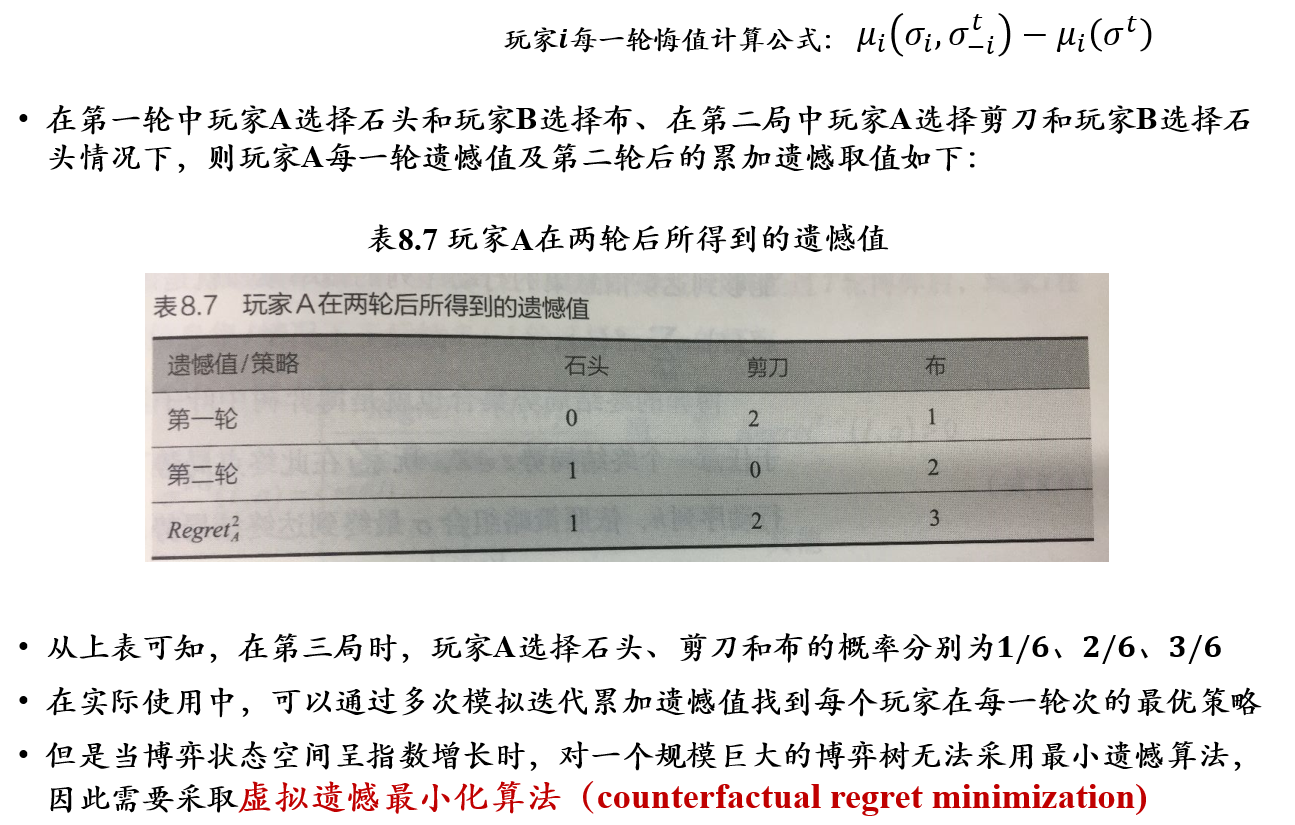 玩家i每一轮悔值计算公式： μᵢ(σᵢ, σ₋ᵢᵗ) − μᵢ(σᵗ)
• 在第一轮中玩家A选择石头和玩家B选择布、在第二局中玩家A选择剪刀和玩家B选择石
头情况下，则玩家A每一轮遗憾值及第二轮后的累加遗憾取值如下：
表8.7 玩家A在两轮后所得到的遗憾值
表8.7 玩家A在两轮后所得到的遗憾值
遗憾值/策略 石头 剪刀 布
第一轮 0 2 1
第二轮 1 0 2
Regret²_A 1 2 3
• 从上表可知，在第三局时，玩家A选择石头、剪刀和布的概率分别为1/6、2/6、3/6
• 在实际使用中，可以通过多次模拟迭代累加遗憾值找到每个玩家在每一轮次的最优策略
• 但是当博弈状态空间呈指数增长时，对一个规模巨大的博弈树无法采用最小遗憾算法，
因此需要采取虚拟遗憾最小化算法（counterfactual regret minimization)